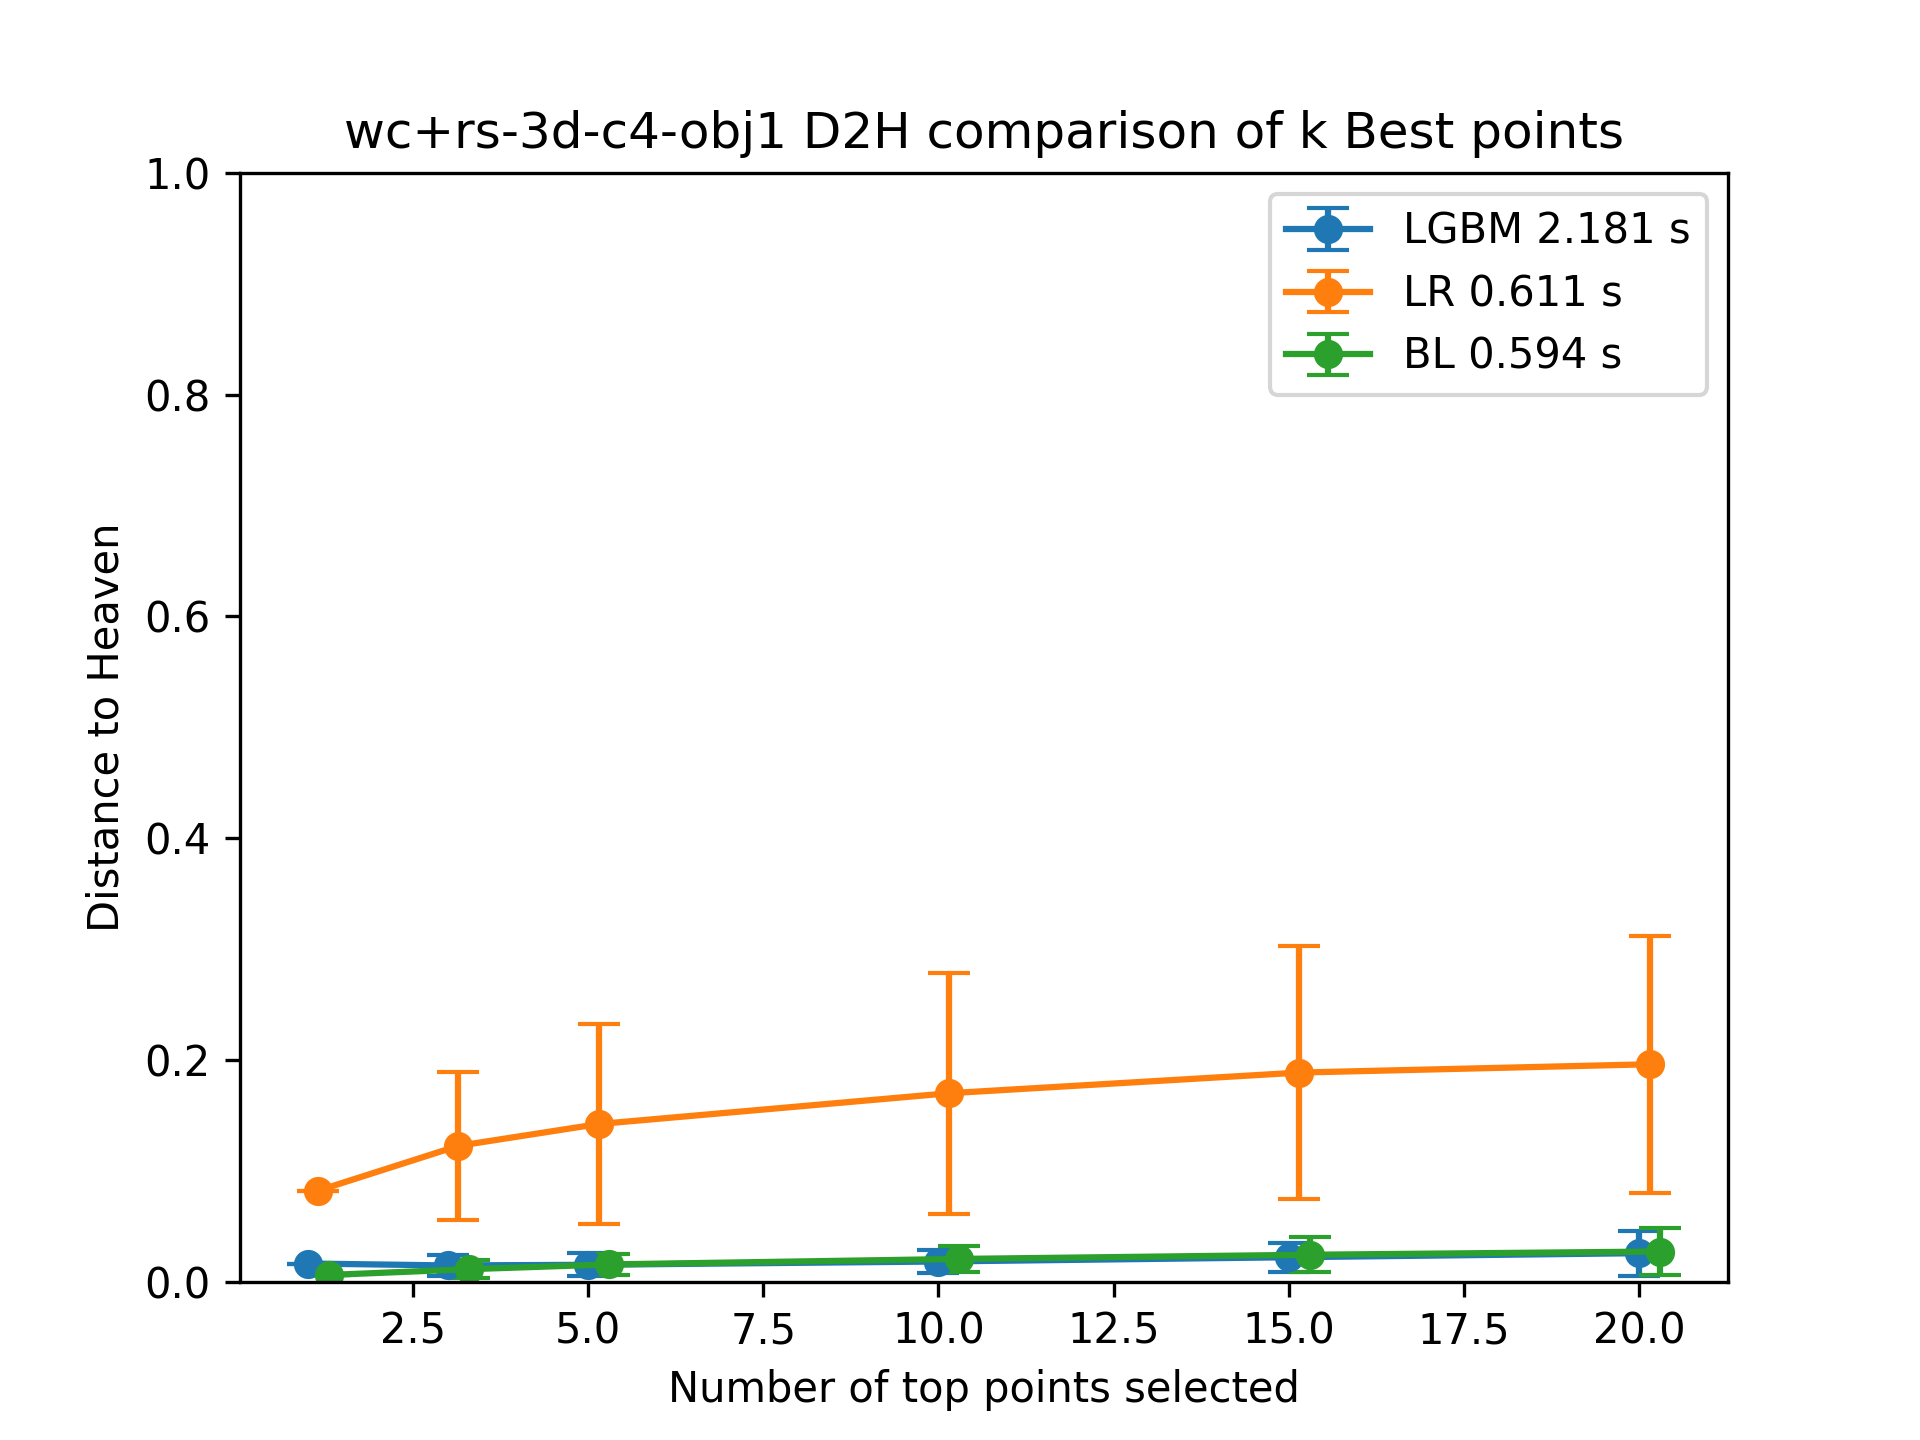 wc+rs-3d-c4-obj1 D2H comparison of k Best points
LGBM 2.181 s
LR 0.611 s
BL 0.594 s
Distance to Heaven
1.0
0.8
0.6
0.4
0.2
0.0
2.5 5.0 7.5 10.0 12.5 15.0 17.5 20.0
Number of top points selected